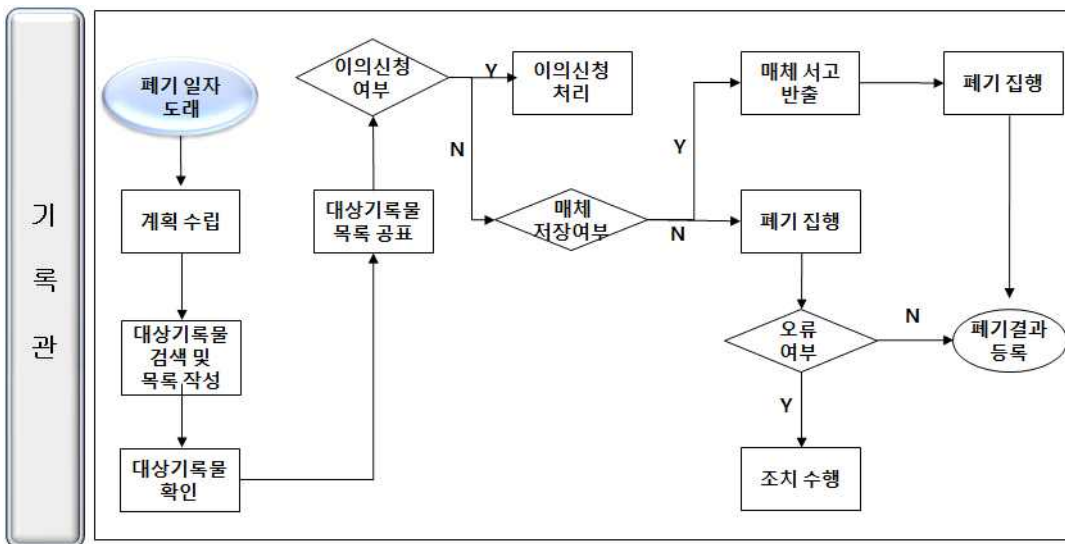 기
록
관
폐기 일자
도래
계획 수립
대상기록물
검색 및
목록 작성
대상기록물
확인
대상기록물
목록 공표
이의신청
여부
Y
이의신청
처리
N
매체
저장여부
Y
매체 서고
반출
폐기 집행
N
폐기 집행
오류
여부
N
폐기결과
등록
Y
조치 수행